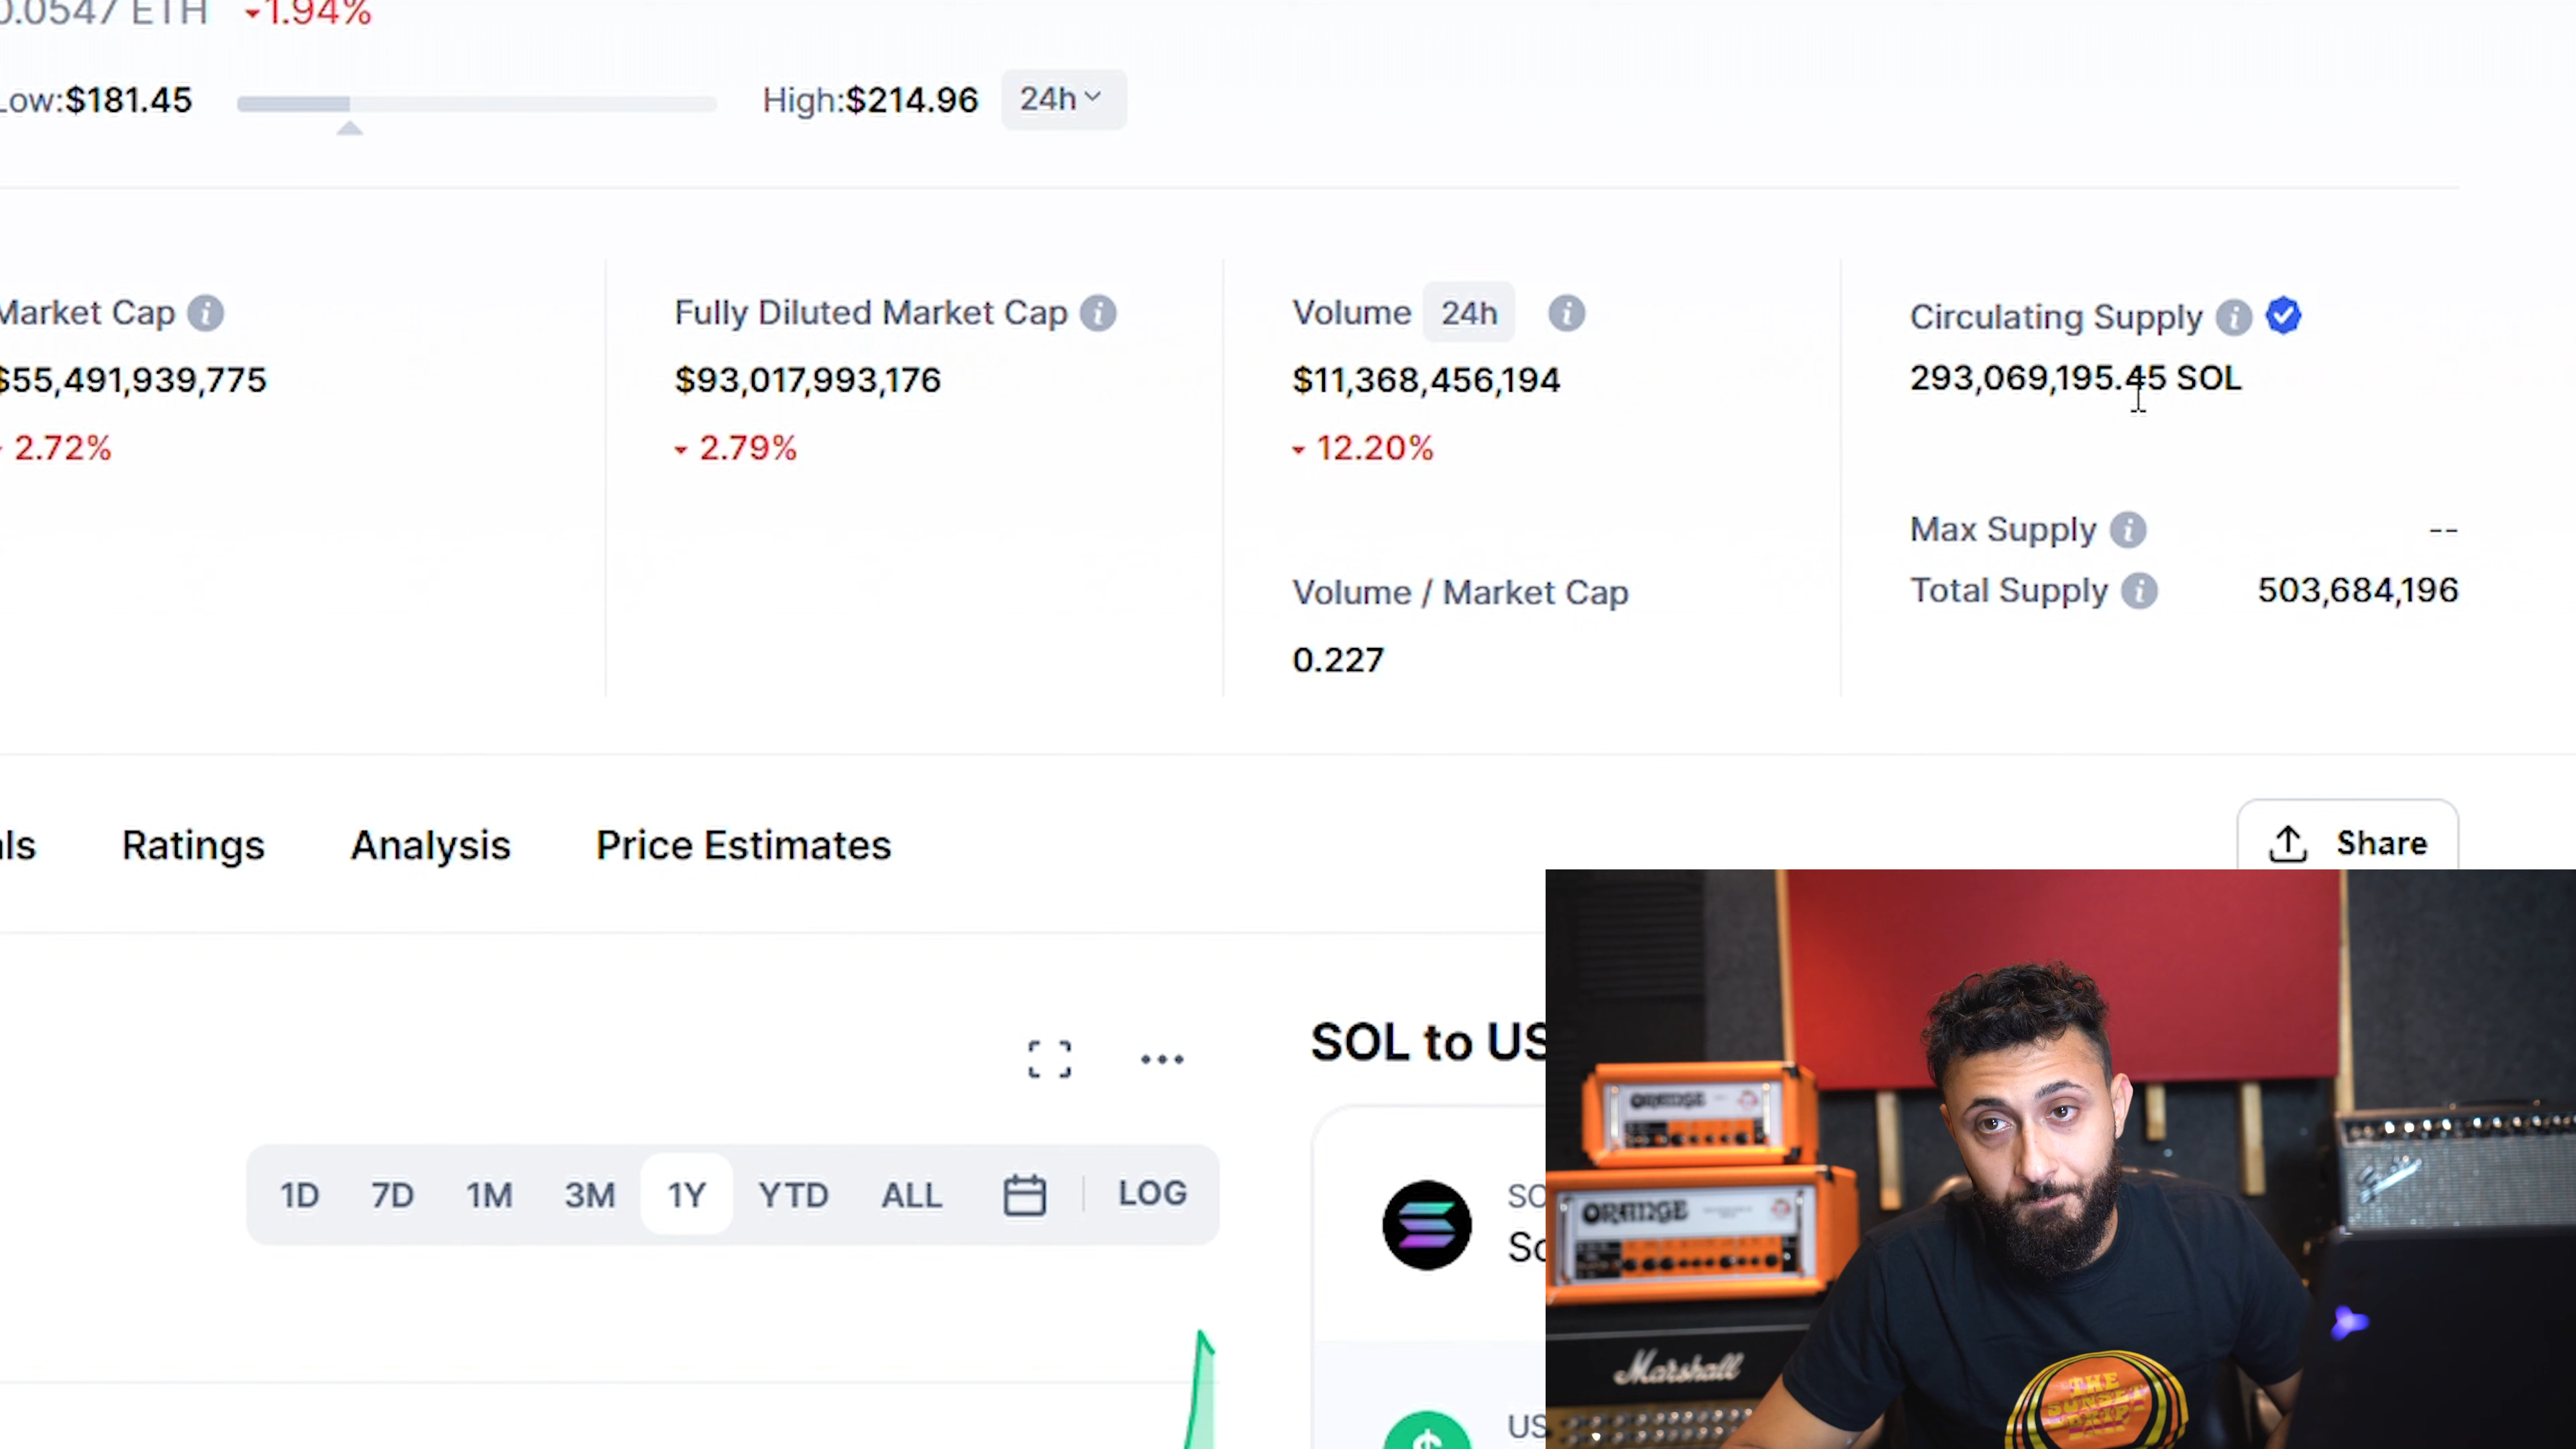 0.0547 ETH 1.94%
Low:$181.45 High:$214.96 24h
Market Cap
$55,491,939,775
2.72%
Fully Diluted Market Cap
$93,017,993,176
2.79%
Volume 24h
$11,368,456,194
12.20%
Volume / Market Cap
0.227
Circulating Supply
293,069,195.45 SOL
Max Supply --
Total Supply 503,684,196
ls Ratings Analysis Price Estimates Share
1D 7D 1M 3M 1Y YTD ALL LOG
SOL to US
SO
So
US
ORANGE
ORANGE
Marshall
THE
SUNSET
STRIP